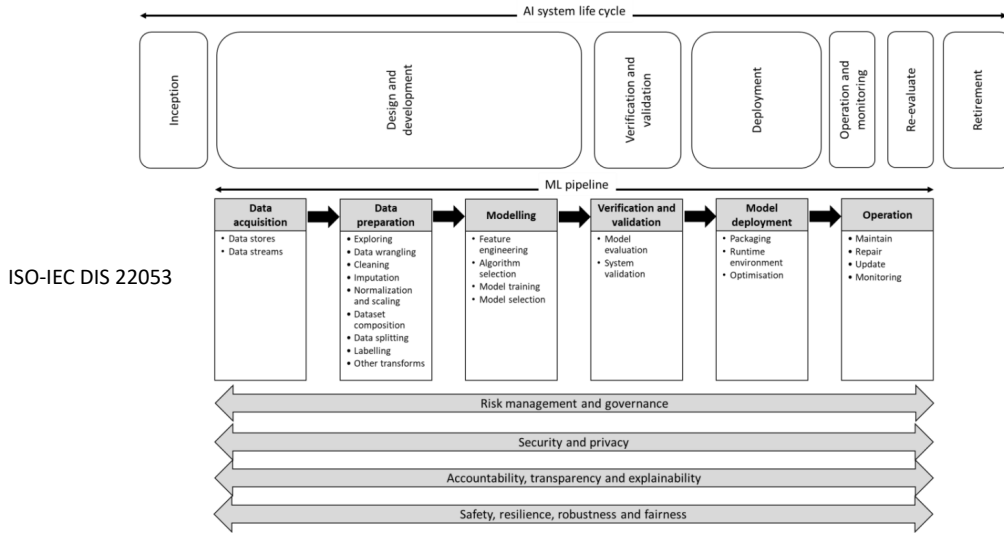 AI system life cycle
Inception
Design and
development
Verification and
validation
Deployment
Operation and
monitoring
Re-evaluate
Retirement
ML pipeline
Data
acquisition
• Data stores
• Data streams
Data
preparation
• Exploring
• Data wrangling
• Cleaning
• Imputation
• Normalization
and scaling
• Dataset
composition
• Data splitting
• Labelling
• Other transforms
Modelling
• Feature
engineering
• Algorithm
selection
• Model training
• Model selection
Verification and
validation
• Model
evaluation
• System
validation
Model
deployment
• Packaging
• Runtime
environment
• Optimisation
Operation
• Maintain
• Repair
• Update
• Monitoring
ISO-IEC DIS 22053
Risk management and governance
Security and privacy
Accountability, transparency and explainability
Safety, resilience, robustness and fairness